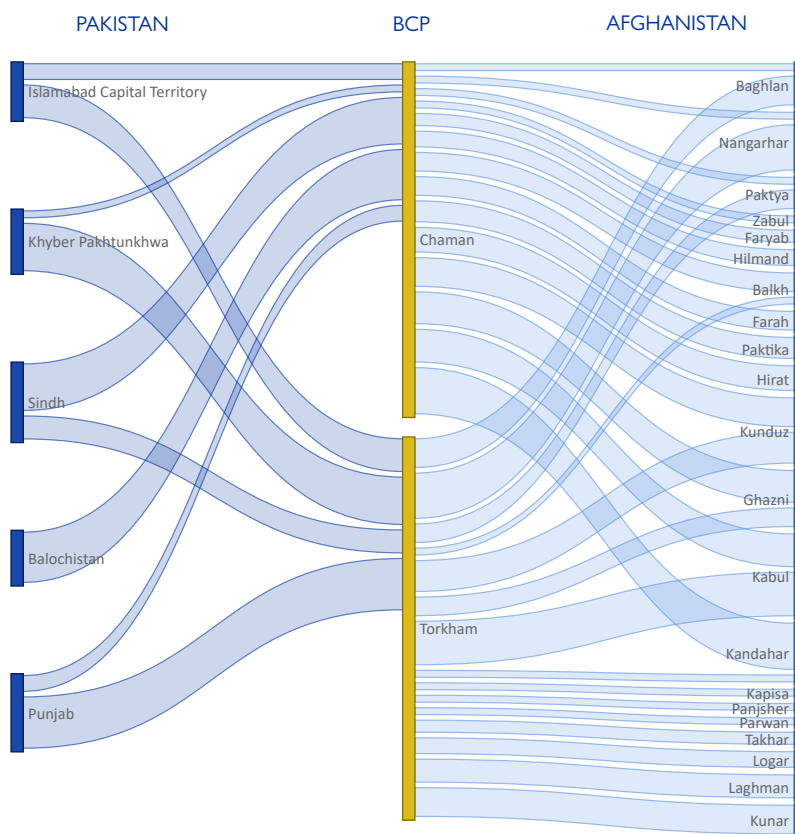 PAKISTAN
BCP
AFGHANISTAN
Islamabad Capital Territory
Khyber Pakhtunkhwa
Sindh
Balochistan
Punjab
Chaman
Torkham
Baghlan
Nangarhar
Paktya
Zabul
Faryab
Hilmand
Balkh
Farah
Paktika
Hirat
Kunduz
Ghazni
Kabul
Kandahar
Kapisa
Panjsher
Parwan
Takhar
Logar
Laghman
Kunar